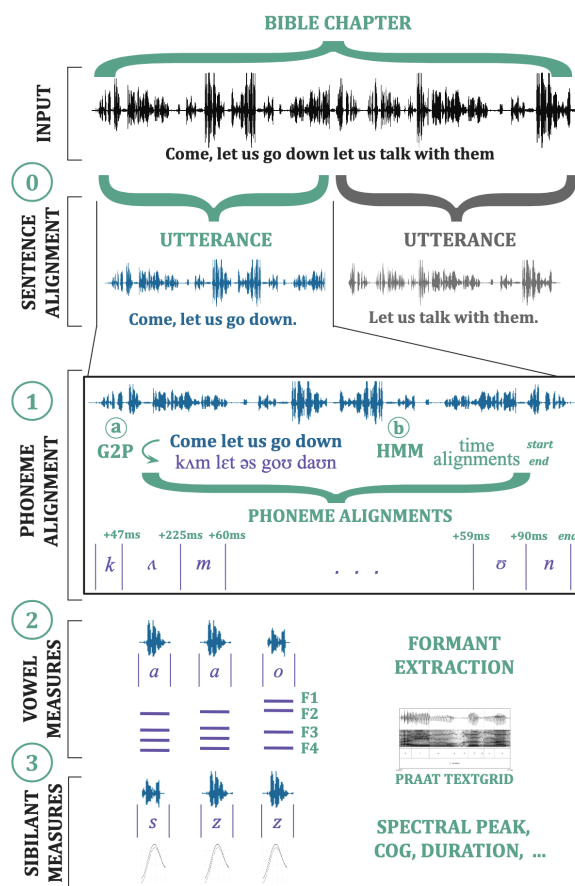 BIBLE CHAPTER
INPUT
Come, let us go down let us talk with them
0
SENTENCE ALIGNMENT
UTTERANCE
UTTERANCE
Come, let us go down.
Let us talk with them.
1
PHONEME ALIGNMENT
a
G2P
Come let us go down
kʌm lɛt əs goʊ daʊn
b
HMM
time alignments
start
end
PHONEME ALIGNMENTS
+47ms +225ms +60ms +59ms +90ms end
k ʌ m . . . ʊ n
2
VOWEL MEASURES
a a o
F1
F2
F3
F4
FORMANT EXTRACTION
PRAAT TEXTGRID
3
SIBILANT MEASURES
s z z
SPECTRAL PEAK,
COG, DURATION, ...